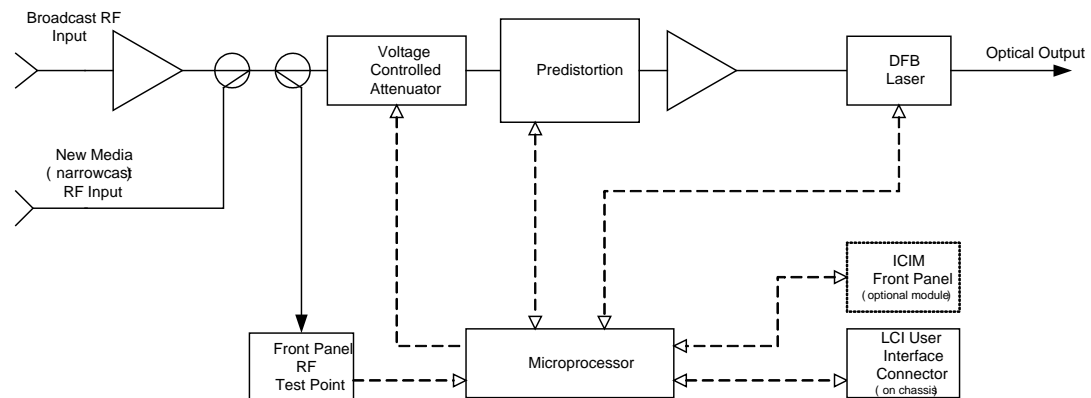 Broadcast RF
Input
Voltage
Controlled
Attenuator
Predistortion
DFB
Laser
Optical Output
New Media
( narrowcast)
RF Input
ICIM
Front Panel
( optional module)
Front Panel
RF
Test Point
Microprocessor
LCI User
Interface
Connector
( on chassis)